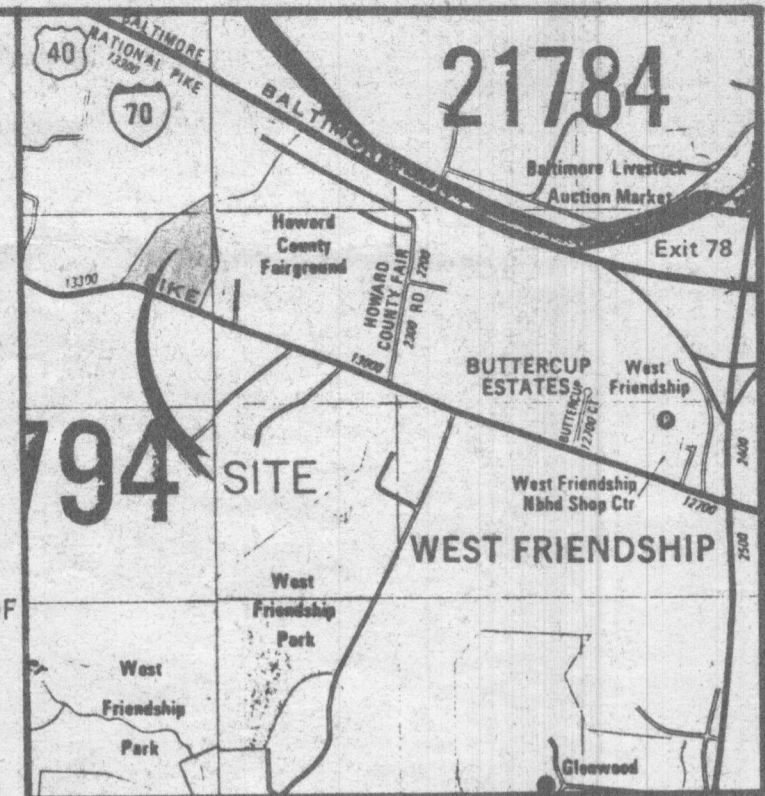 40
BALTIMORE
NATIONAL PIKE
13300
70
BALTIMORE
21784
Baltimore Livestock
Auction Market
Exit 78
Howard
County
Fairground
HOWARD
COUNTY FAIR
RD
2200
2300
13300
PIKE
13000
BUTTERCUP
ESTATES
BUTTERCUP
12700 CT
West
Friendship
P
794
SITE
West Friendship
Nbhd Shop Ctr
12700
2400
2500
WEST FRIENDSHIP
OF
West
Friendship
Park
West
Friendship
Park
Glenwood